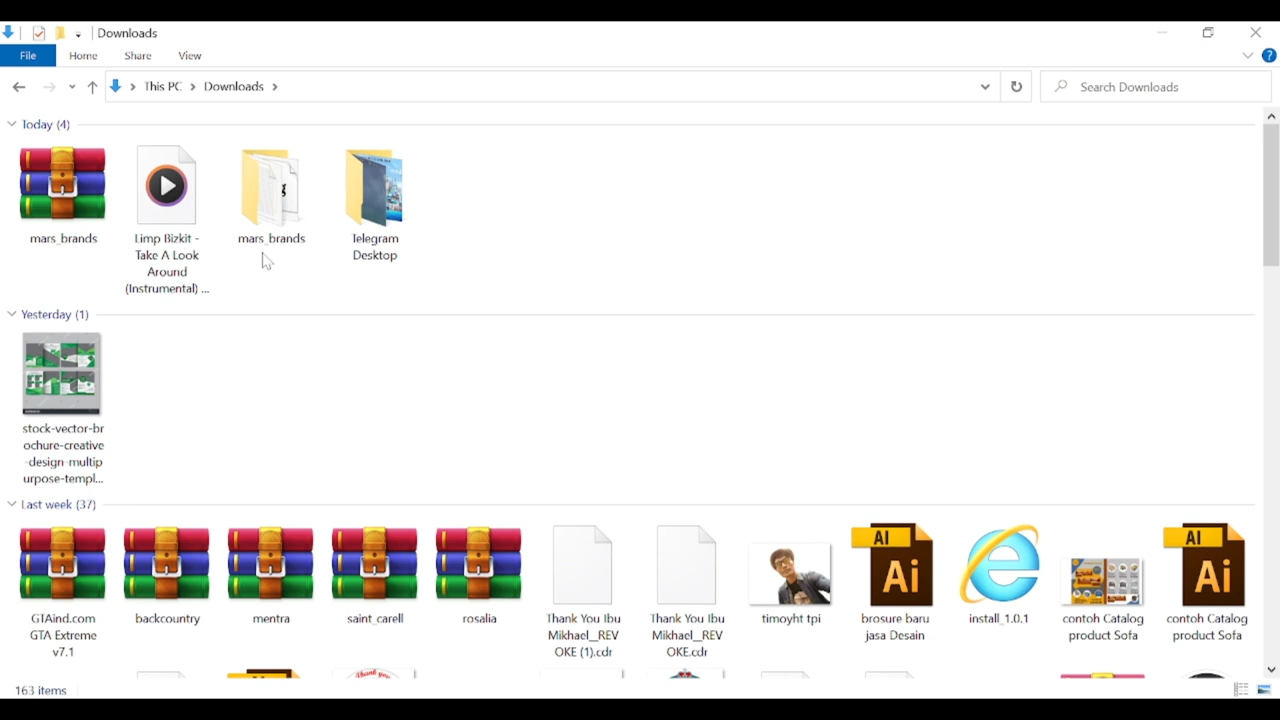 Downloads
File Home Share View
This PC Downloads
Search Downloads
Today (4)
mars_brands
Limp Bizkit -
Take A Look
Around
(Instrumental) ...
mars_brands
Telegram
Desktop
Yesterday (1)
stock-vector-br
ochure-creative
-design-multip
urpose-templ...
Last week (37)
GTAind.com
GTA Extreme
v7.1
backcountry
mentra
saint_carell
rosalia
Thank You Ibu
Mikhael__REV
OKE (1).cdr
Thank You Ibu
Mikhael__REV
OKE.cdr
timoyht tpi
AI
Ai
brosure baru
jasa Desain
install_1.0.1
contoh Catalog
product Sofa
AI
Ai
contoh Catalog
product Sofa
Thank you
163 items